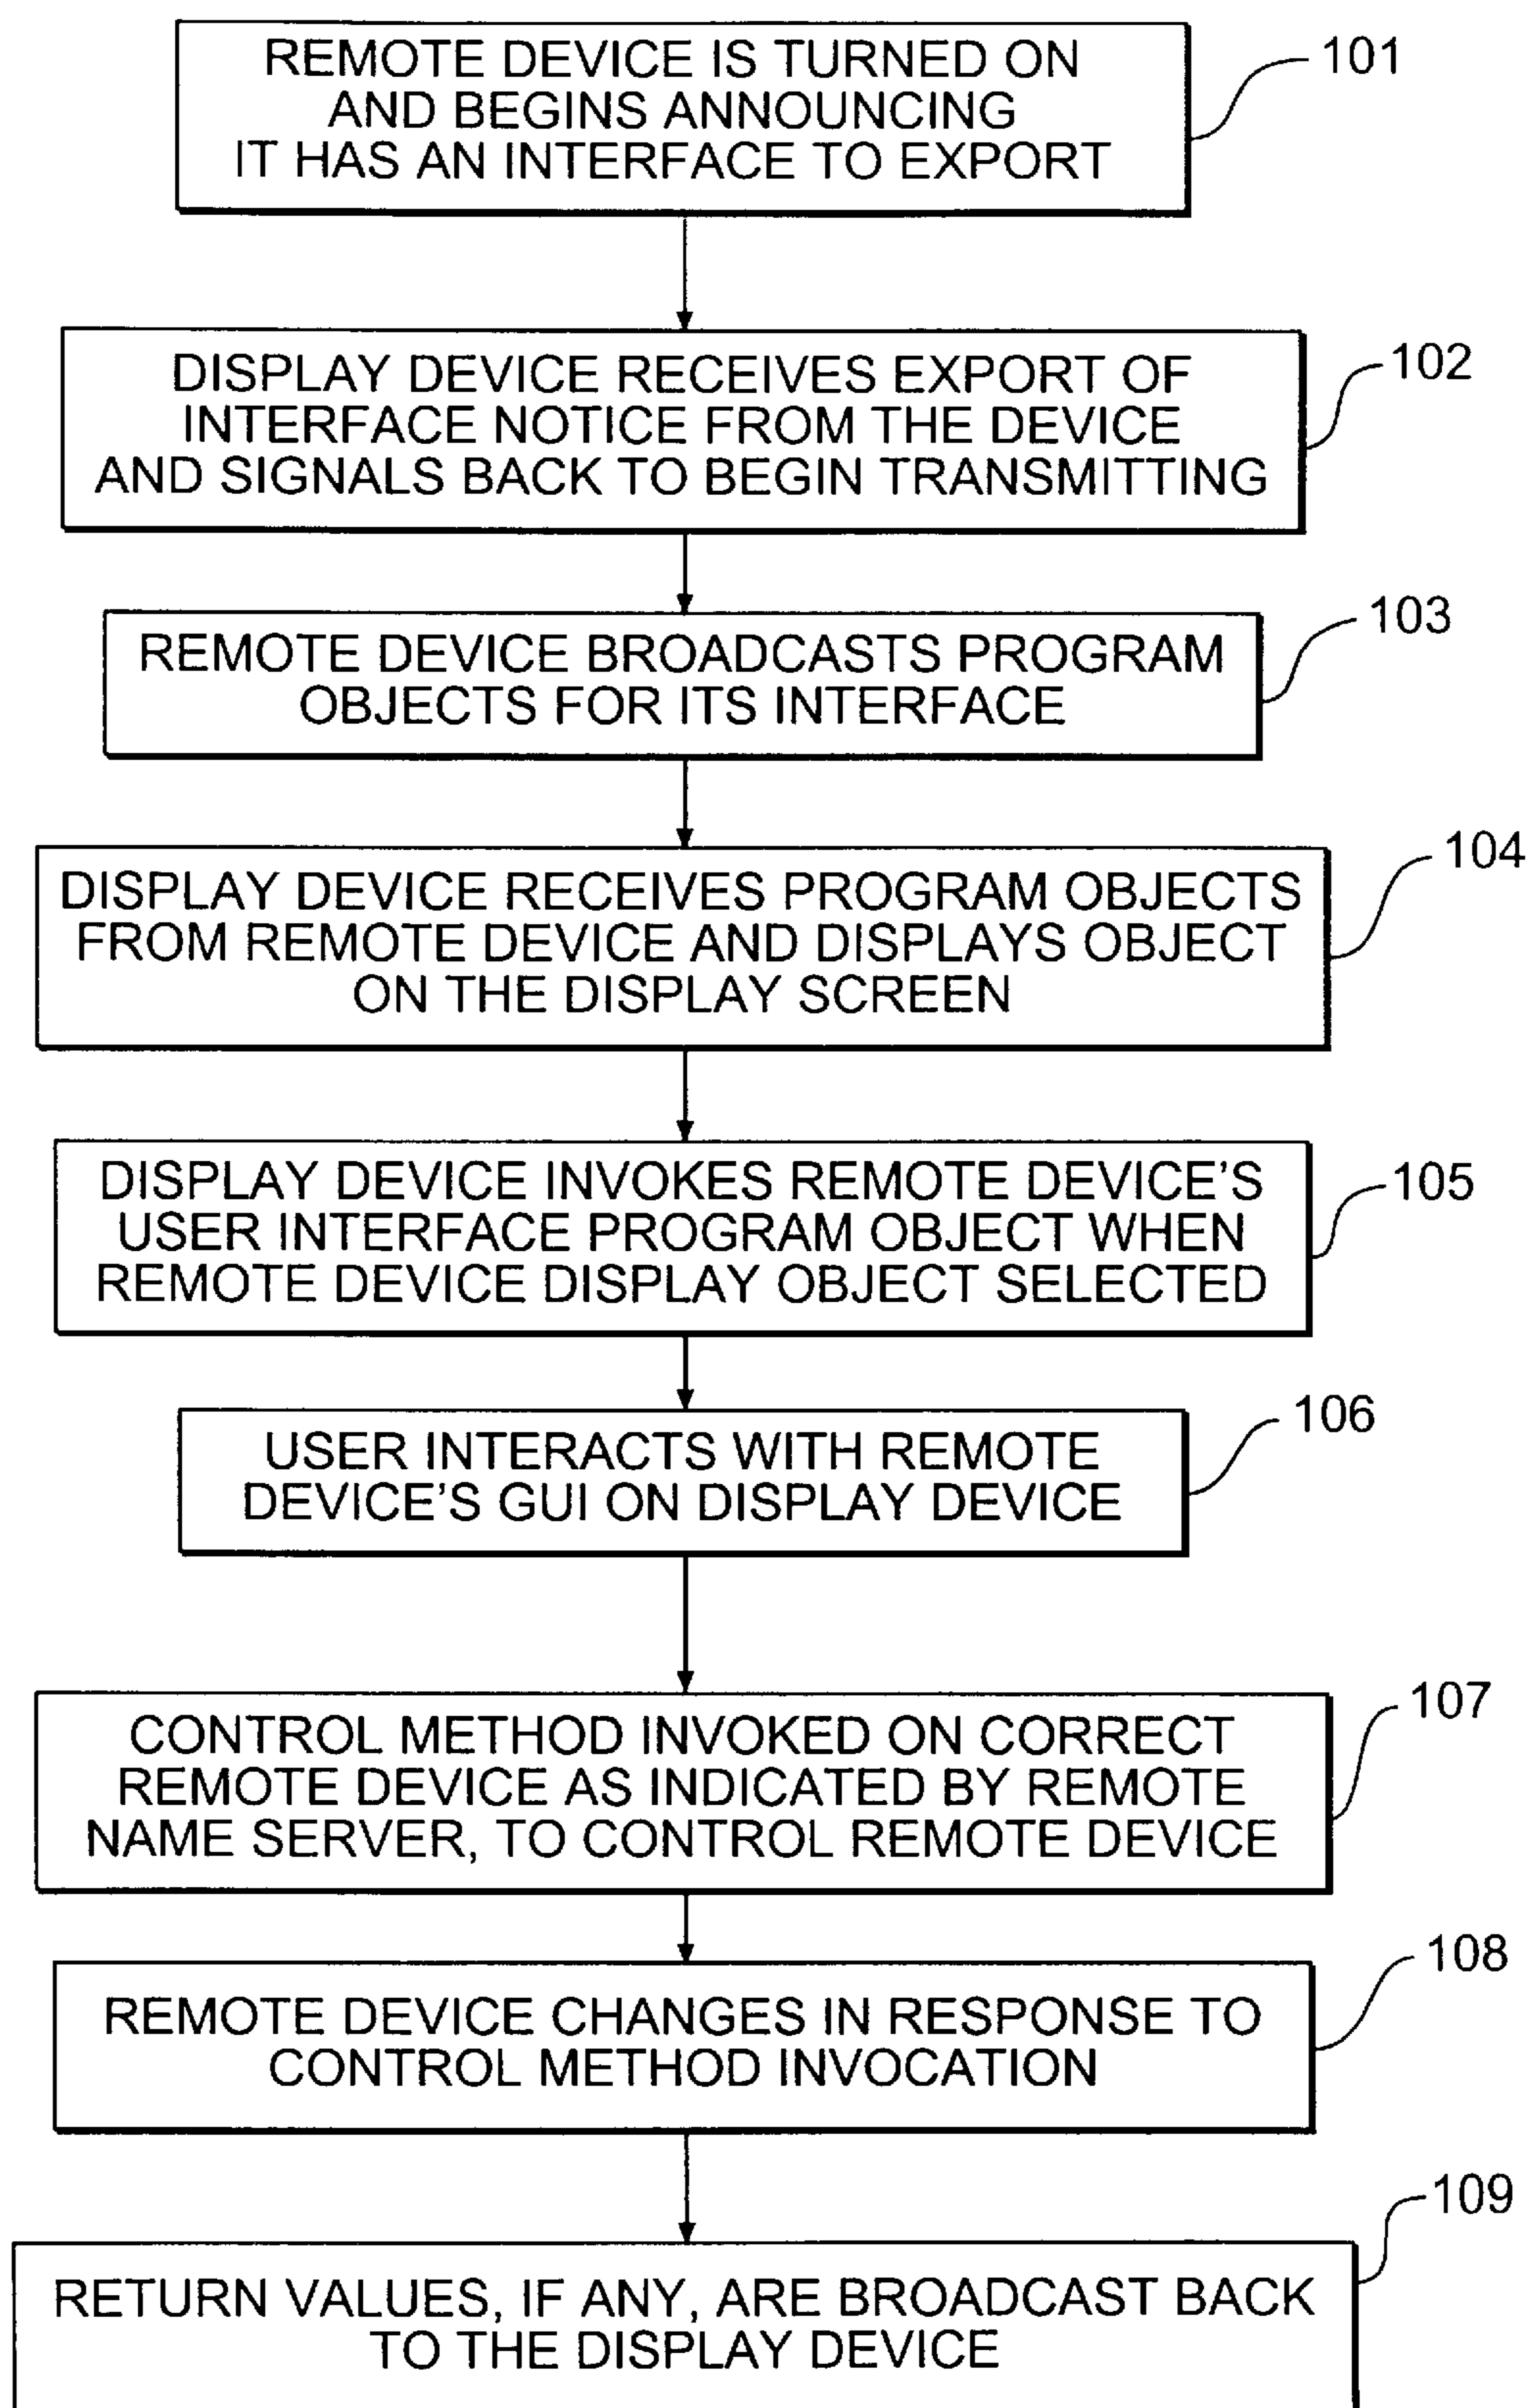 REMOTE DEVICE IS TURNED ON
AND BEGINS ANNOUNCING
IT HAS AN INTERFACE TO EXPORT
101
DISPLAY DEVICE RECEIVES EXPORT OF
INTERFACE NOTICE FROM THE DEVICE
AND SIGNALS BACK TO BEGIN TRANSMITTING
102
REMOTE DEVICE BROADCASTS PROGRAM
OBJECTS FOR ITS INTERFACE
103
DISPLAY DEVICE RECEIVES PROGRAM OBJECTS
FROM REMOTE DEVICE AND DISPLAYS OBJECT
ON THE DISPLAY SCREEN
104
DISPLAY DEVICE INVOKES REMOTE DEVICE'S
USER INTERFACE PROGRAM OBJECT WHEN
REMOTE DEVICE DISPLAY OBJECT SELECTED
105
USER INTERACTS WITH REMOTE
DEVICE'S GUI ON DISPLAY DEVICE
106
CONTROL METHOD INVOKED ON CORRECT
REMOTE DEVICE AS INDICATED BY REMOTE
NAME SERVER, TO CONTROL REMOTE DEVICE
107
REMOTE DEVICE CHANGES IN RESPONSE TO
CONTROL METHOD INVOCATION
108
RETURN VALUES, IF ANY, ARE BROADCAST BACK
TO THE DISPLAY DEVICE
109